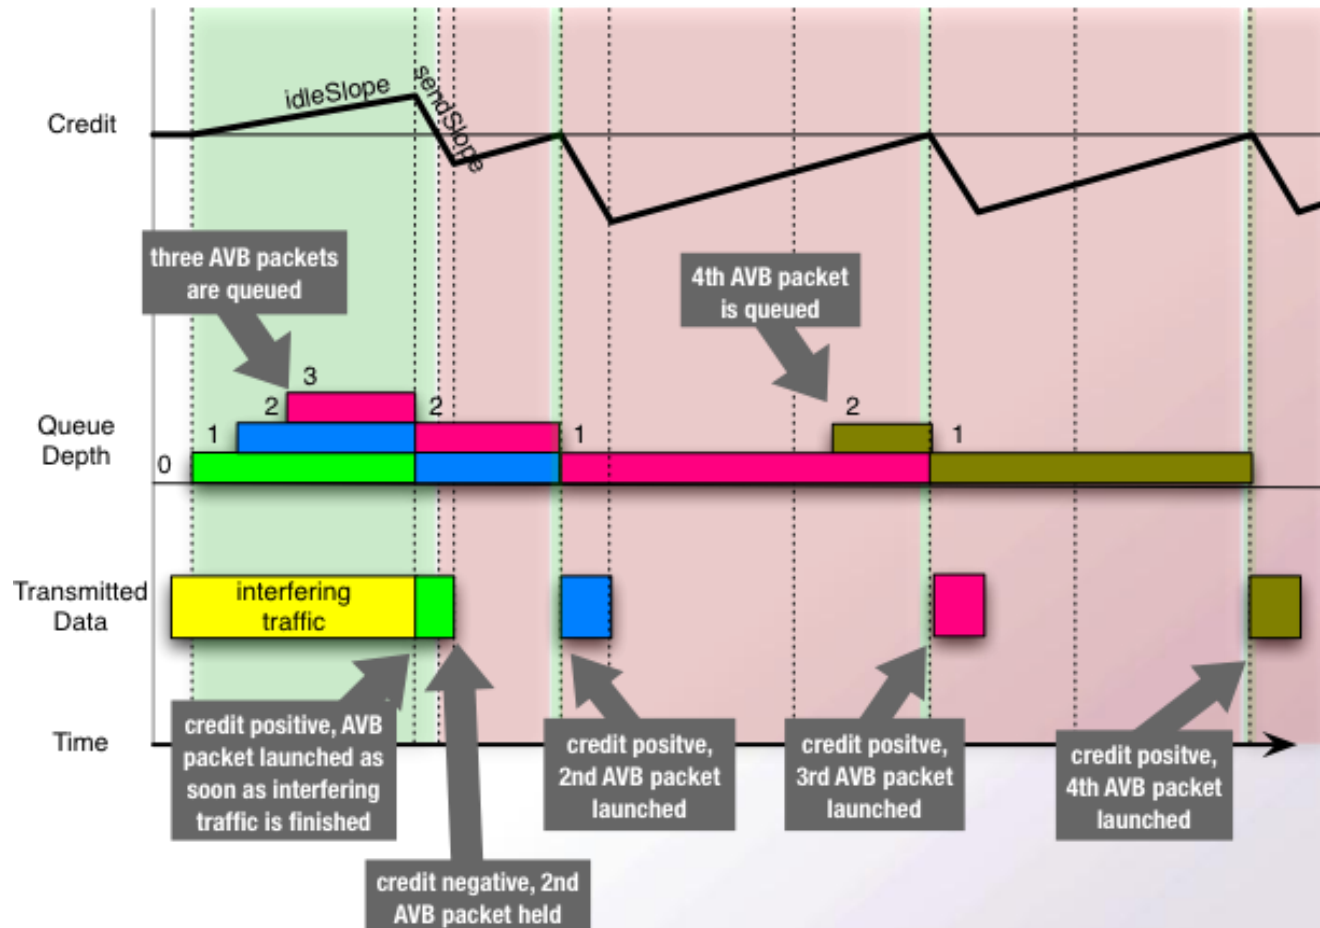 idleSlope
sendSlope
Credit
three AVB packets
are queued
4th AVB packet
is queued
3
2
2
2
1
1
1
0
Queue
Depth
Transmitted
Data
interfering
traffic
credit positive, AVB
packet launched as
soon as interfering
traffic is finished
credit positve,
2nd AVB packet
launched
credit positve,
3rd AVB packet
launched
credit positve,
4th AVB packet
launched
Time
credit negative, 2nd
AVB packet held